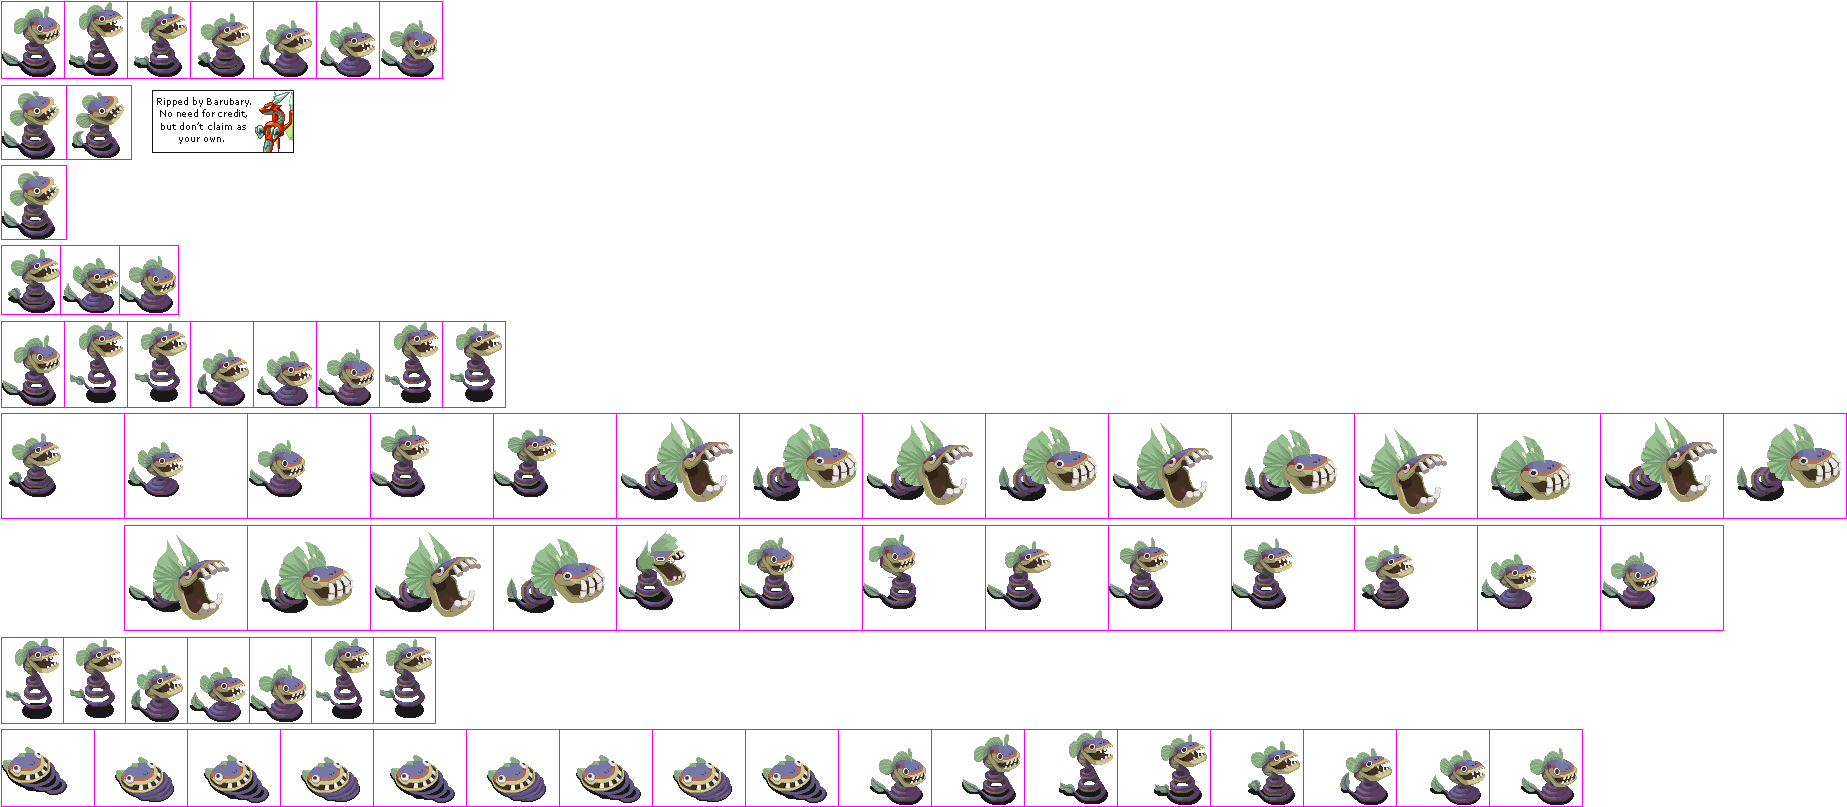 Ripped by Barubary.
No need for credit,
but don't claim as
your own.